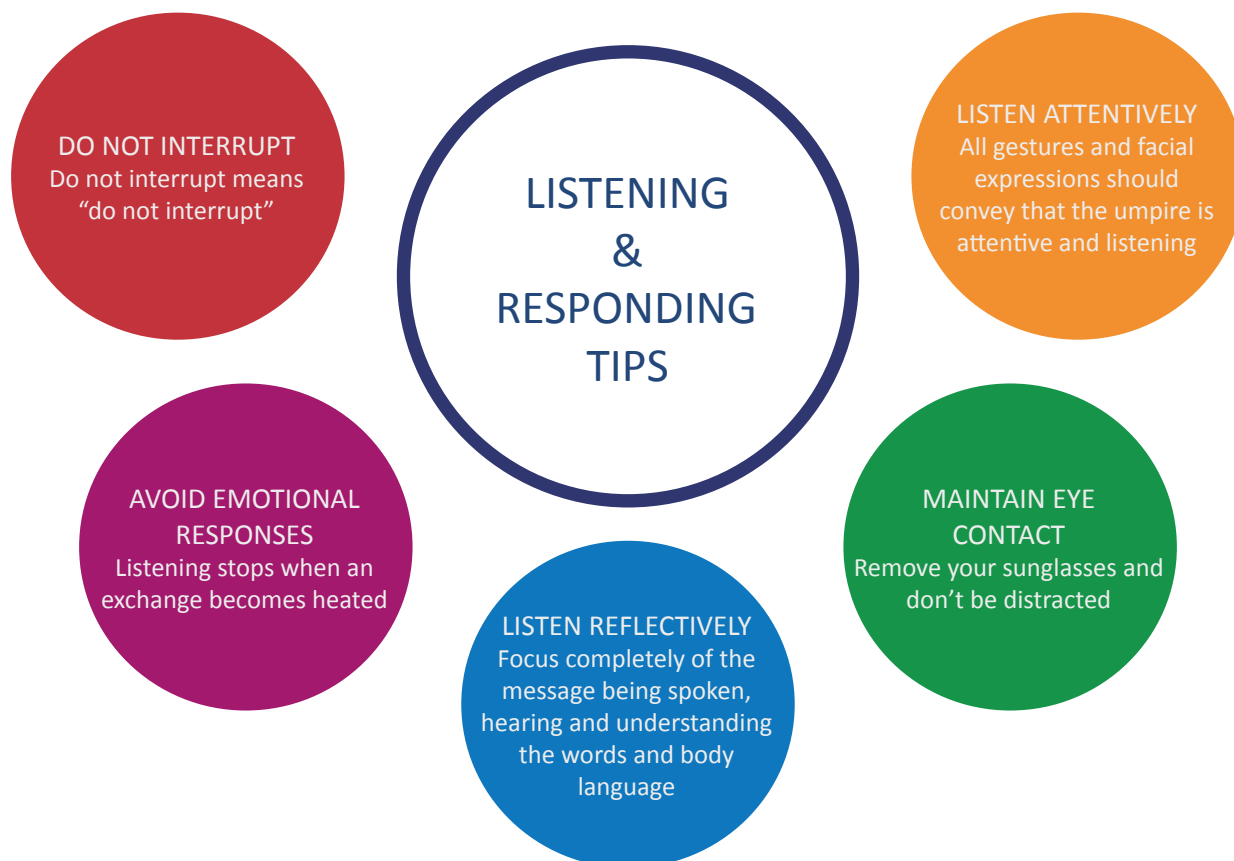 LISTENING
&
RESPONDING
TIPS
DO NOT INTERRUPT
Do not interrupt means
“do not interrupt”
LISTEN ATTENTIVELY
All gestures and facial
expressions should
convey that the umpire is
attentive and listening
AVOID EMOTIONAL
RESPONSES
Listening stops when an
exchange becomes heated
MAINTAIN EYE
CONTACT
Remove your sunglasses and
don’t be distracted
LISTEN REFLECTIVELY
Focus completely of the
message being spoken,
hearing and understanding
the words and body
language